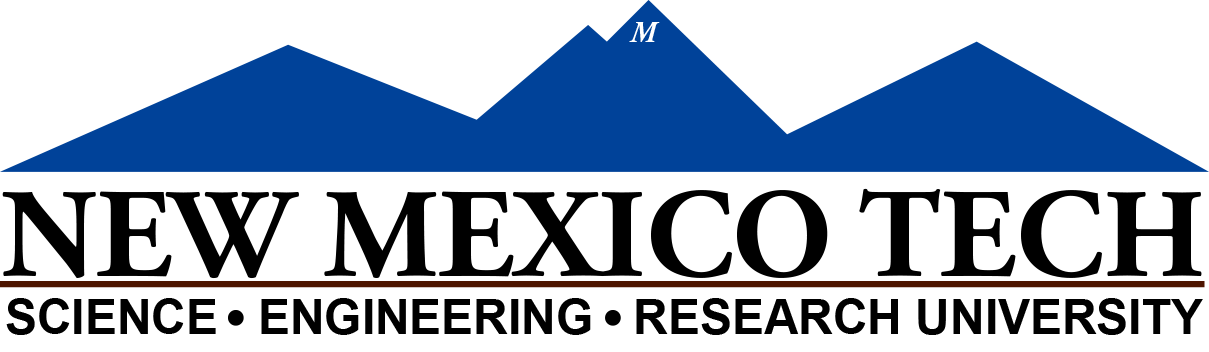 M
NEW MEXICO TECH
SCIENCE • ENGINEERING • RESEARCH UNIVERSITY